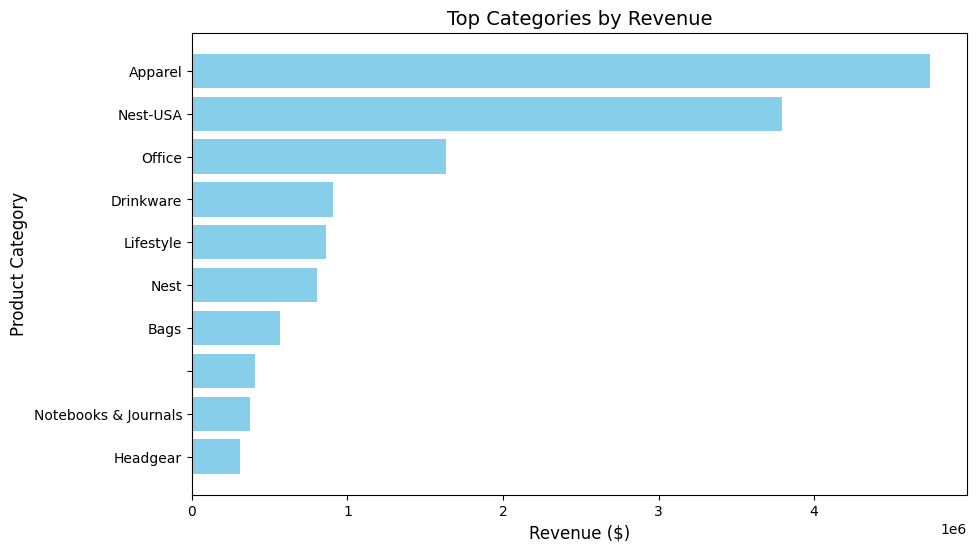 Top Categories by Revenue
Product Category
Apparel
Nest-USA
Office
Drinkware
Lifestyle
Nest
Bags
Notebooks & Journals
Headgear
0 1 2 3 4
1e6
Revenue ($)